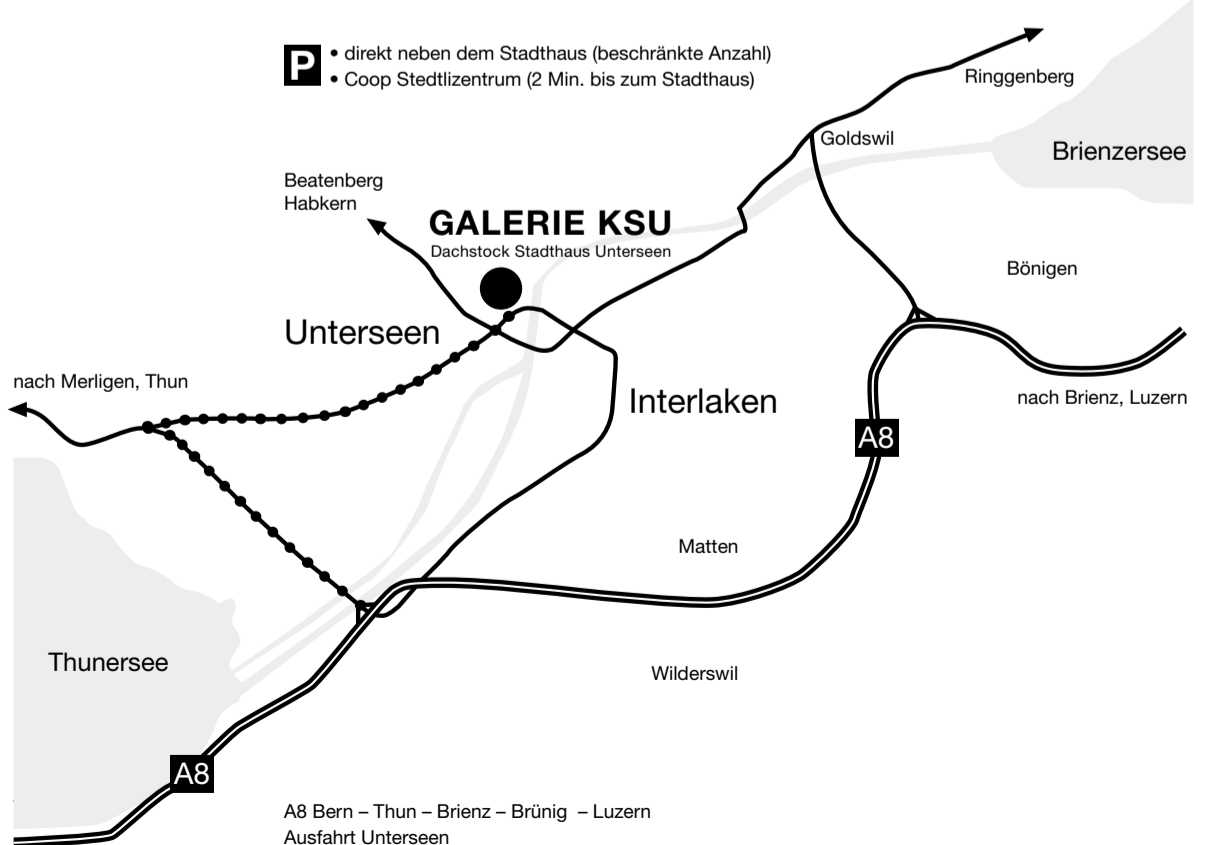 P
• direkt neben dem Stadthaus (beschränkte Anzahl)
• Coop Stedtlizentrum (2 Min. bis zum Stadthaus)
Ringgenberg
Goldswil
Brienzersee
Beatenberg
Habkern
GALERIE KSU
Dachstock Stadthaus Unterseen
Bönigen
Unterseen
nach Merligen, Thun
Interlaken
nach Brienz, Luzern
A8
Matten
Thunersee
Wilderswil
A8
A8 Bern – Thun – Brienz – Brünig – Luzern
Ausfahrt Unterseen